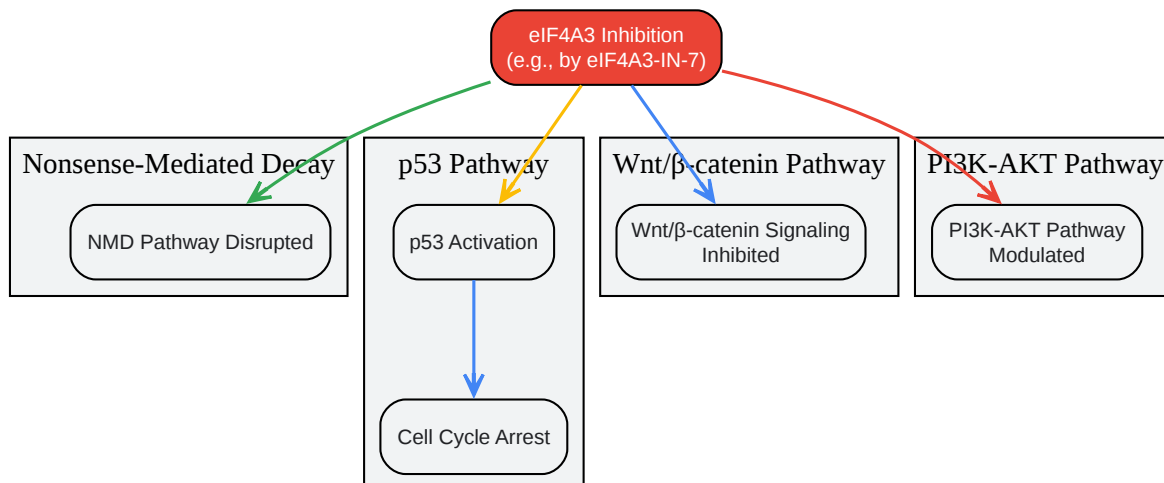 eIF4A3 Inhibition
(e.g., by eIF4A3-IN-7)
Nonsense-Mediated Decay
NMD Pathway Disrupted
p53 Pathway
p53 Activation
Cell Cycle Arrest
Wnt/β-catenin Pathway
Wnt/β-catenin Signaling
Inhibited
PI3K-AKT Pathway
PI3K-AKT Pathway
Modulated